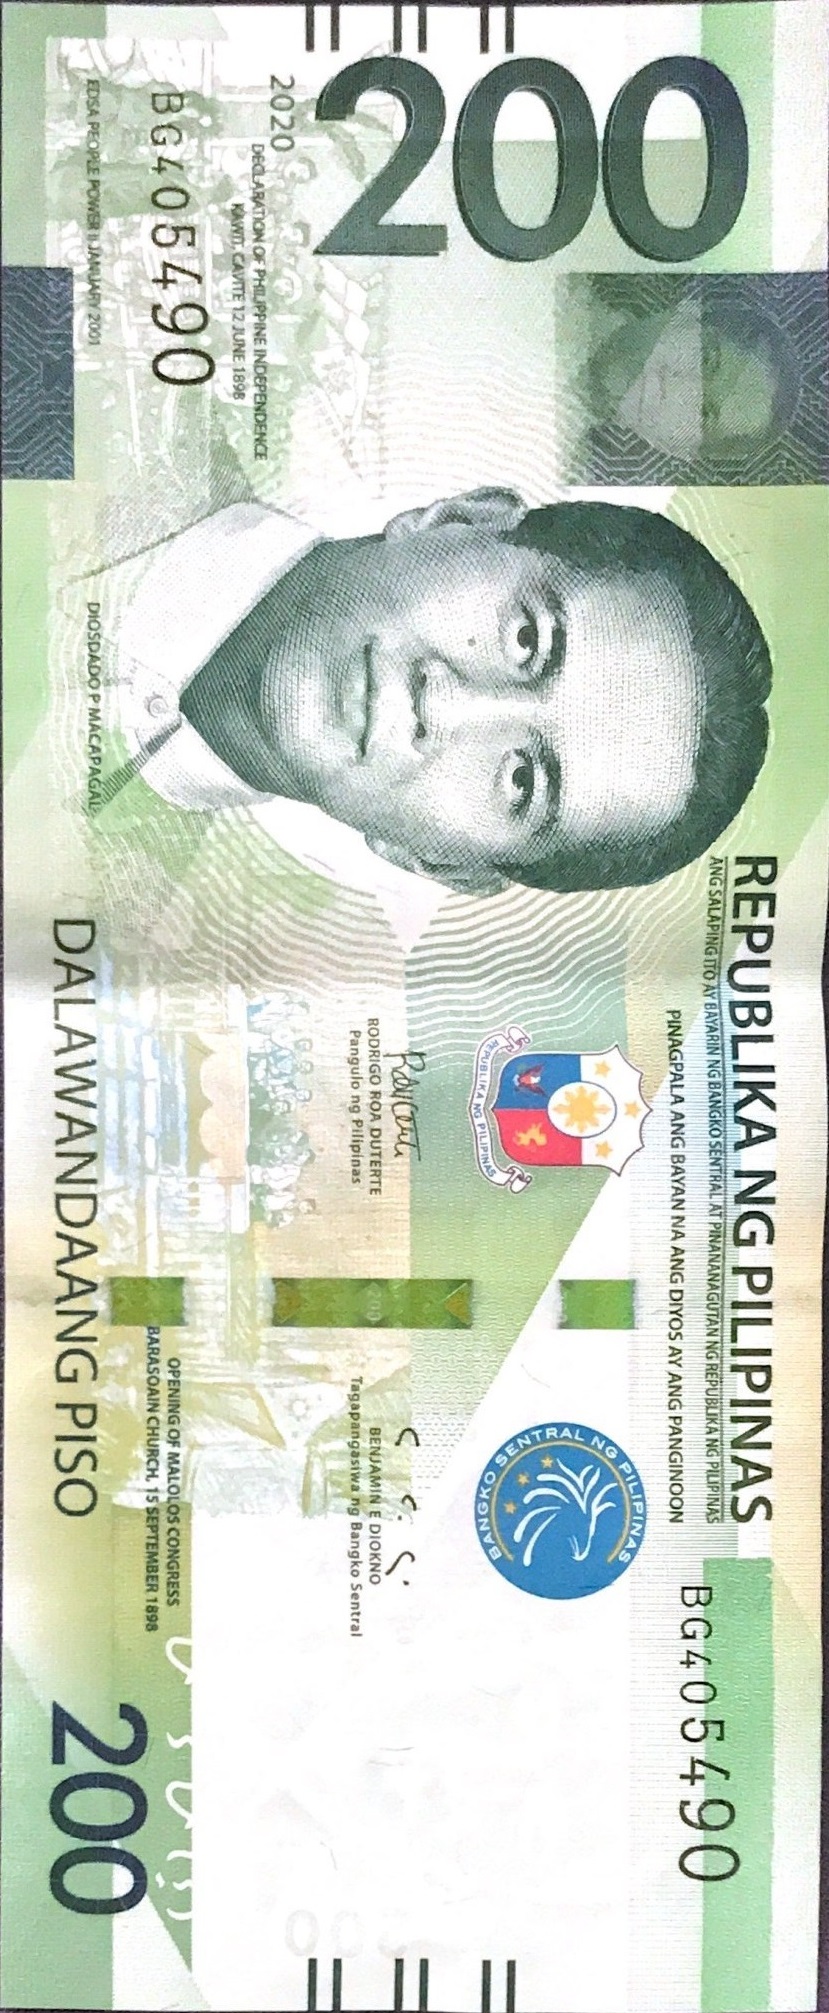 200
REPUBLIKA NG PILIPINAS
ANG SALAPING ITO AY BAYARIN NG BANGKO SENTRAL AT PINANANAGUTAN NG REPUBLIKA NG PILIPINAS
PINAGPALA ANG BAYAN NA ANG DIYOS AY ANG PANGINOON
BG405490
2020
DECLARATION OF PHILIPPINE INDEPENDENCE
KAWIT, CAVITE 12 JUNE 1898
BG405490
EDSA PEOPLE POWER II JANUARY 2001
DIOSDADO P MACAPAGAL
REPUBLIKA NG PILIPINAS
BANGKO SENTRAL NG PILIPINAS
RODRIGO ROA DUTERTE
Pangulo ng Pilipinas
BENJAMIN E DIOKNO
Tagapangasiwa ng Bangko Sentral
OPENING OF MALOLOS CONGRESS
BARASOAIN CHURCH, 15 SEPTEMBER 1898
DALAWANDAANG PISO
200